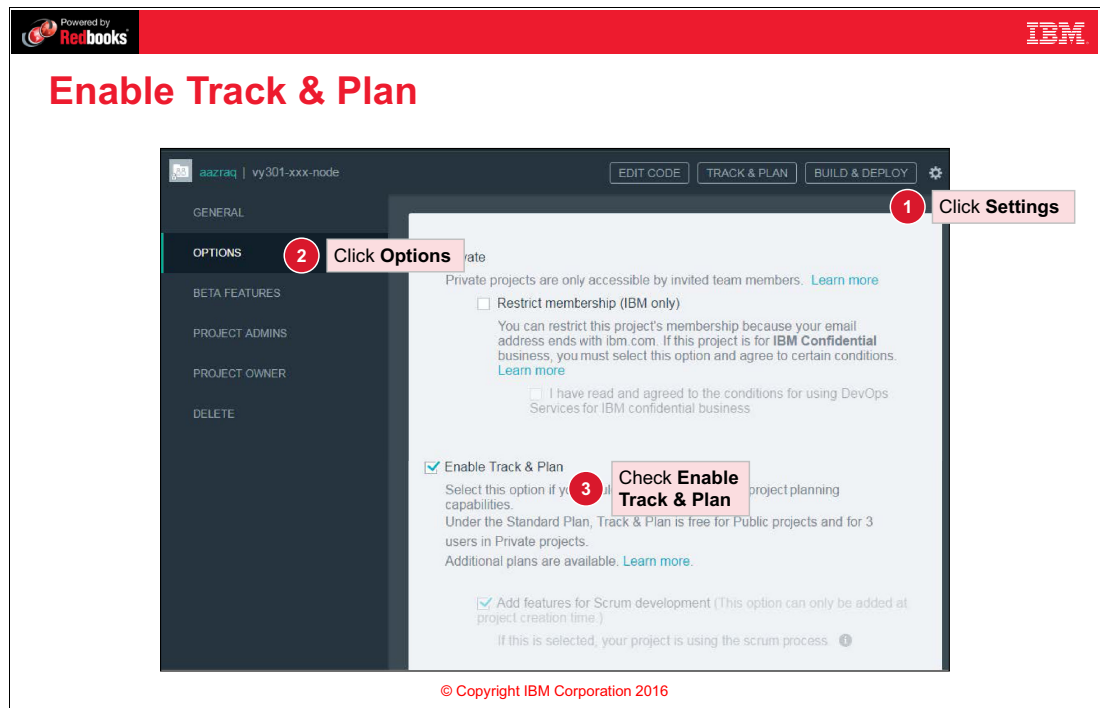 Powered by
Redbooks
IBM.
Enable Track & Plan
aazraq | vy301-xxx-node
EDIT CODE
TRACK & PLAN
BUILD & DEPLOY
1
Click Settings
GENERAL
OPTIONS
2
Click Options
BETA FEATURES
PROJECT ADMINS
PROJECT OWNER
DELETE
vate
Private projects are only accessible by invited team members. Learn more
Restrict membership (IBM only)
You can restrict this project's membership because your email
address ends with ibm.com. If this project is for IBM Confidential
business, you must select this option and agree to certain conditions.
Learn more
I have read and agreed to the conditions for using DevOps
Services for IBM confidential business
Enable Track & Plan
3
Check Enable
Track & Plan
Select this option if project planning
capabilities.
Under the Standard Plan, Track & Plan is free for Public projects and for 3
users in Private projects.
Additional plans are available. Learn more.
Add features for Scrum development (This option can only be added at
project creation time.)
If this is selected, your project is using the scrum process.
© Copyright IBM Corporation 2016